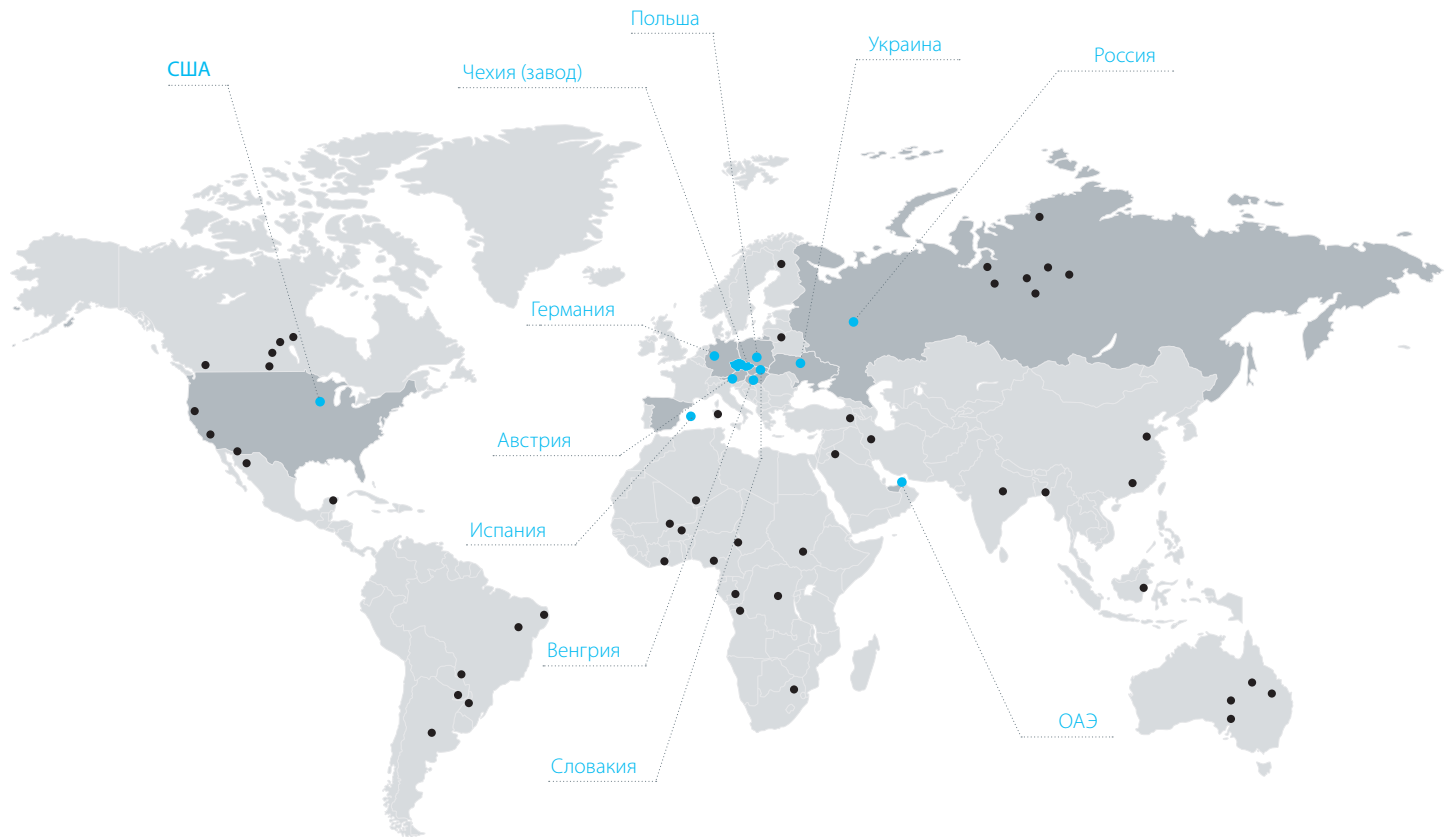 Польша
Украина
Россия
США
Чехия (завод)
Германия
Австрия
Испания
Венгрия
ОАЭ
Словакия